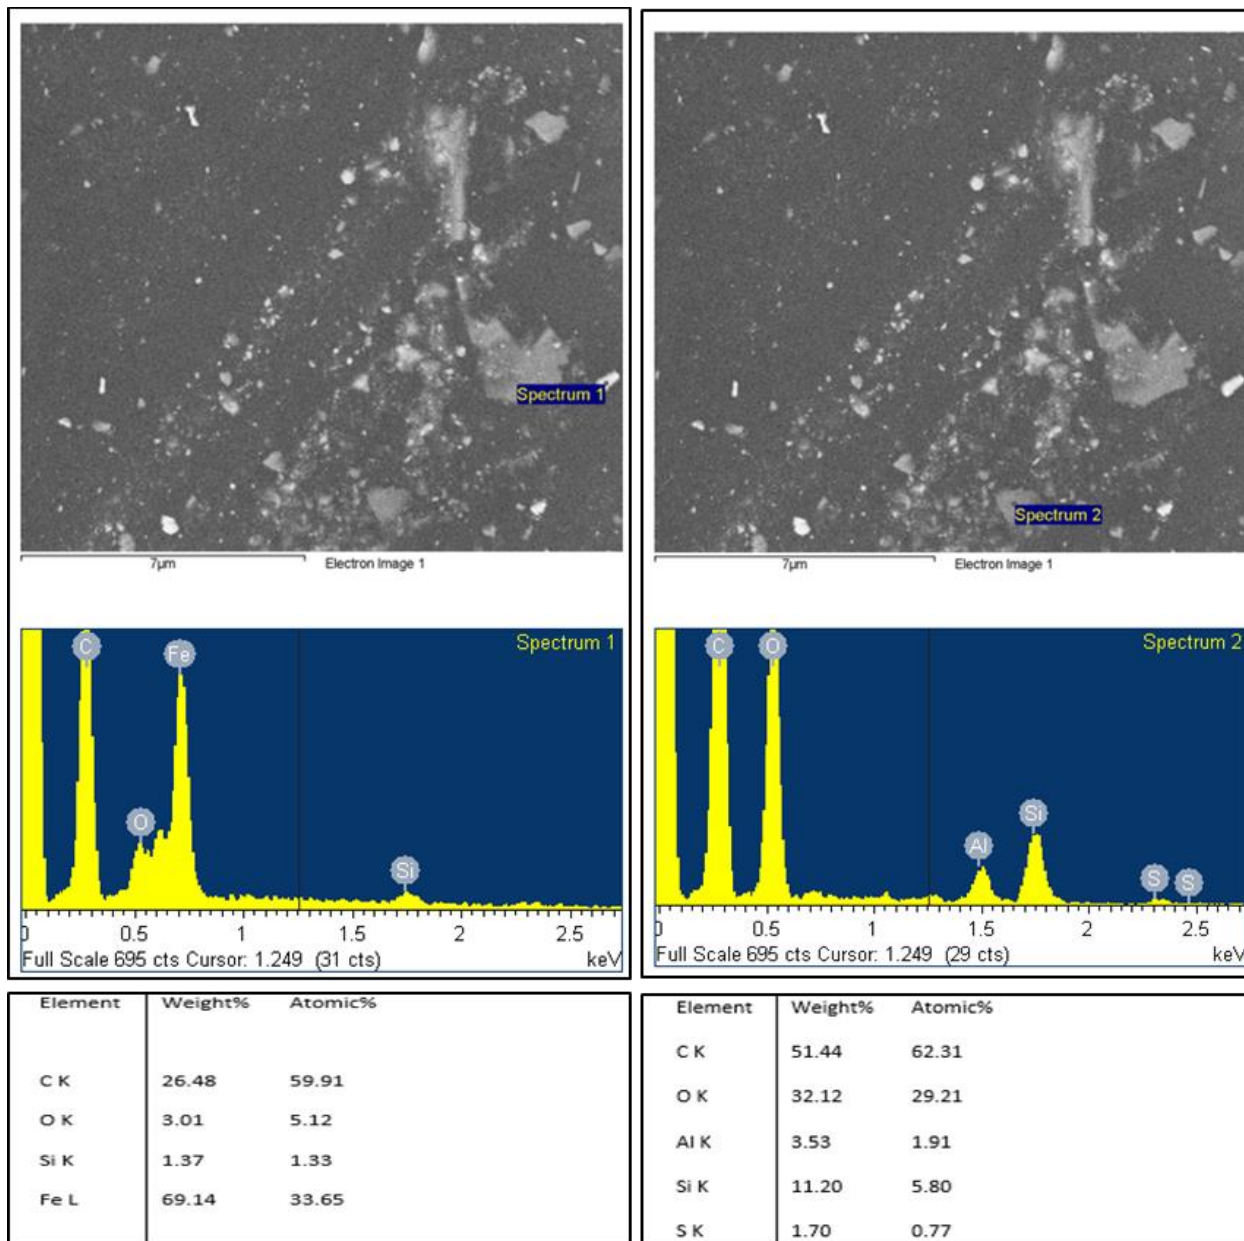 Spectrum 1
7µm
Electron Image 1
Spectrum 1
C
Fe
O
Si
0 0.5 1 1.5 2 2.5
Full Scale 695 cts Cursor: 1.249 (31 cts) keV
Element Weight% Atomic%
C K 26.48 59.91
O K 3.01 5.12
Si K 1.37 1.33
Fe L 69.14 33.65
Spectrum 2
7µm
Electron Image 1
Spectrum 2
C O
Si
Al
S S
0 0.5 1 1.5 2 2.5
Full Scale 695 cts Cursor: 1.249 (29 cts) keV
Element Weight% Atomic%
C K 51.44 62.31
O K 32.12 29.21
Al K 3.53 1.91
Si K 11.20 5.80
S K 1.70 0.77